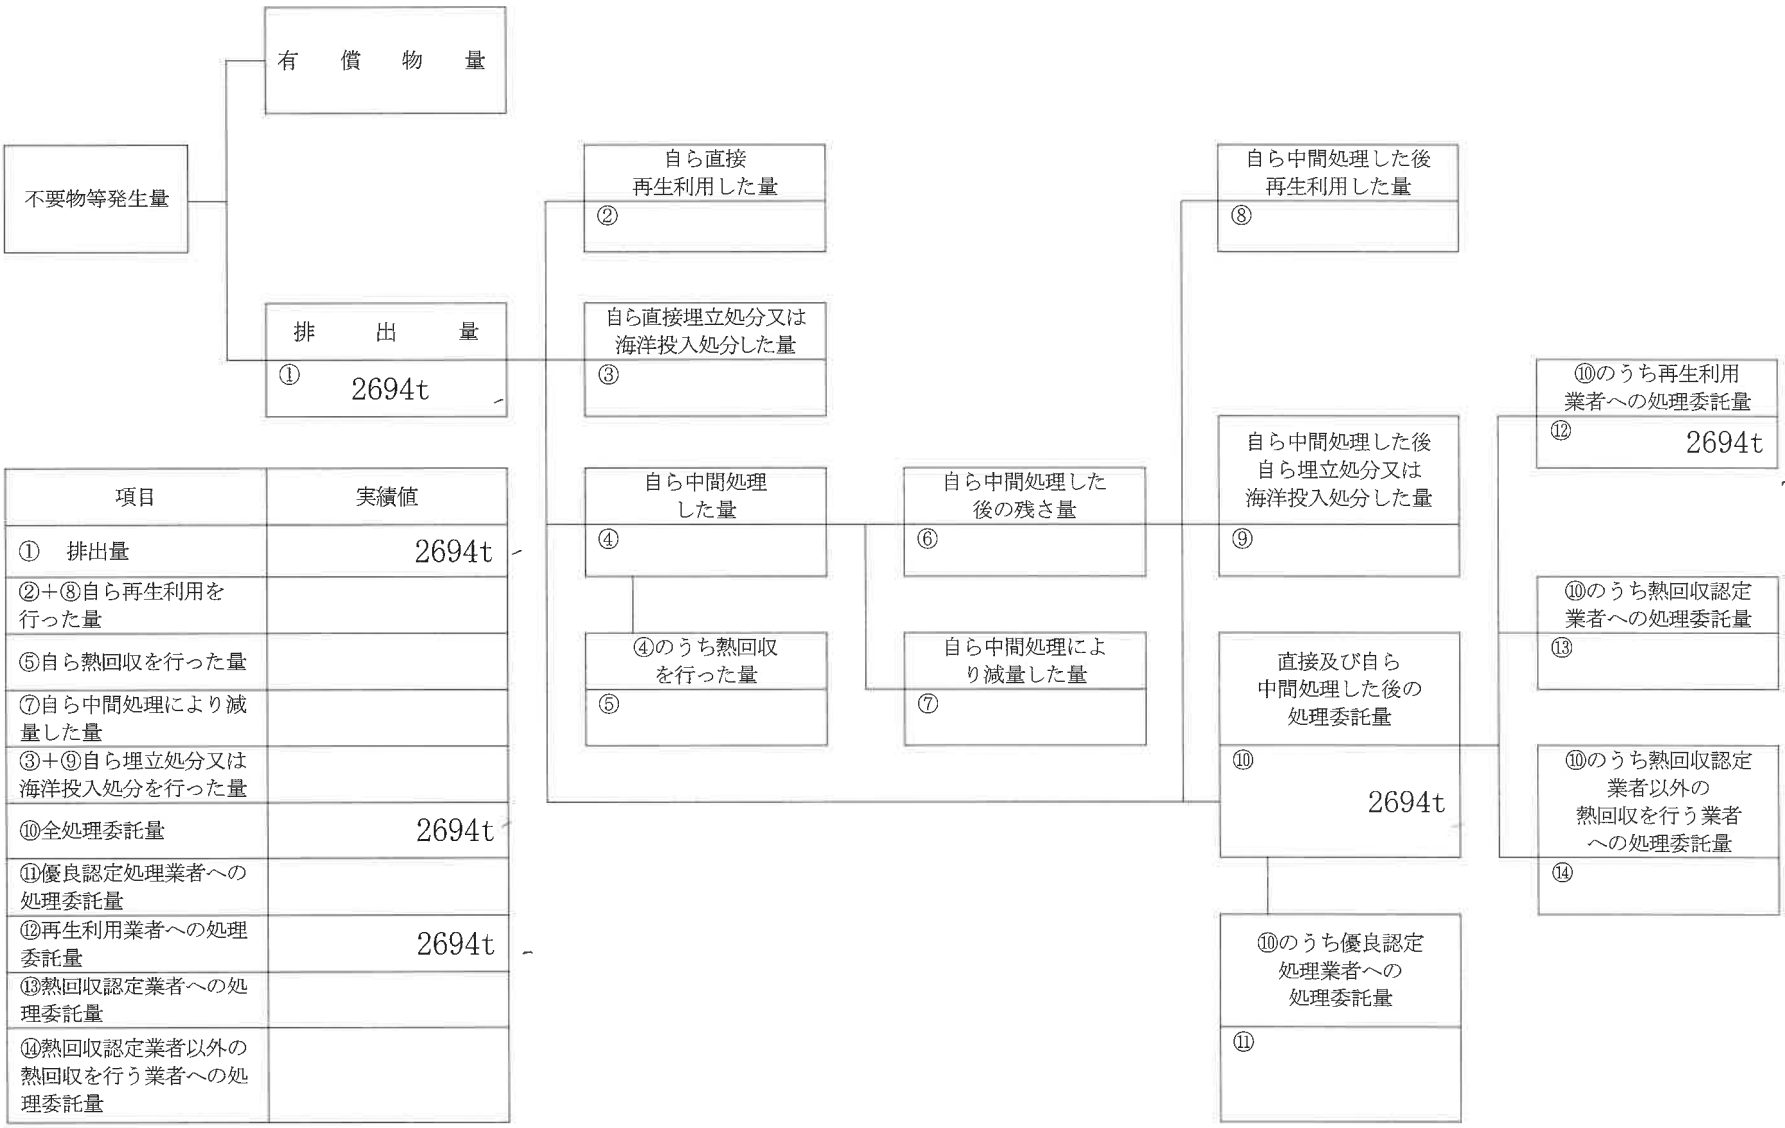 有償物量
不要物等発生量
排出量
①
2694t
自ら直接
再生利用した量
②
自ら直接埋立処分又は
海洋投入処分した量
③
自ら中間処理
した量
④
④のうち熱回収
を行った量
⑤
自ら中間処理した
後の残さ量
⑥
自ら中間処理によ
り減量した量
⑦
自ら中間処理した後
再生利用した量
⑧
自ら中間処理した後
自ら埋立処分又は
海洋投入処分した量
⑨
直接及び自ら
中間処理した後の
処理委託量
⑩
2694t
⑩のうち優良認定
処理業者への
処理委託量
⑪
⑩のうち再生利用
業者への処理委託量
⑫
2694t
⑩のうち熱回収認定
業者への処理委託量
⑬
⑩のうち熱回収認定
業者以外の
熱回収を行う業者
への処理委託量
⑭
項目 実績値
① 排出量 2694t
②+⑧自ら再生利用を
行った量
⑤自ら熱回収を行った量
⑦自ら中間処理により減
量した量
③+⑨自ら埋立処分又は
海洋投入処分を行った量
⑩全処理委託量 2694t
⑪優良認定処理業者への
処理委託量
⑫再生利用業者への処理
委託量 2694t
⑬熱回収認定業者への処
理委託量
⑭熱回収認定業者以外の
熱回収を行う業者への処
理委託量